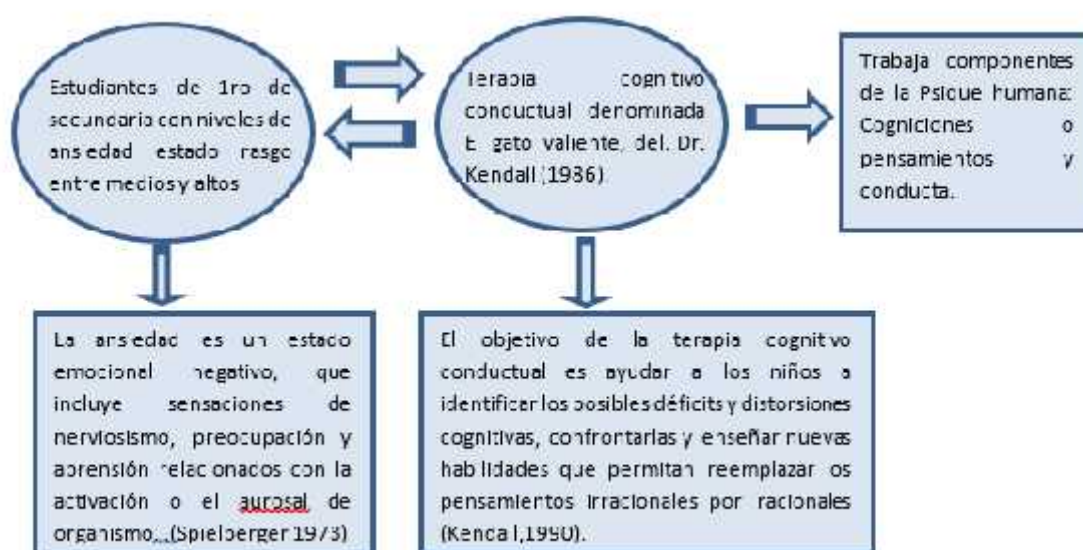 Estudiantes de 1ro de
secundaria con niveles de
ansiedad estado rasgo
entre medios y altos
Terapia cognitivo
conductual denominada
El gato valiente, del. Dr.
Kendall (1986)
Trabaja componentes
de la Psique humana:
Cogniciones o
pensamientos y
conducta.
La ansiedad es un estado
emocional negativo, que
incluye sensaciones de
nerviosismo, preocupación y
aprensión relacionados con la
activación o el aurosal de
organismo...(Spielberger 1973)
El objetivo de la terapia cognitivo
conductual es ayudar a los niños a
identificar los posibles déficits y distorsiones
cognitivas, confrontarlas y enseñar nuevas
habilidades que permitan reemplazar los
pensamientos irracionales por racionales
(Kendall,1990).